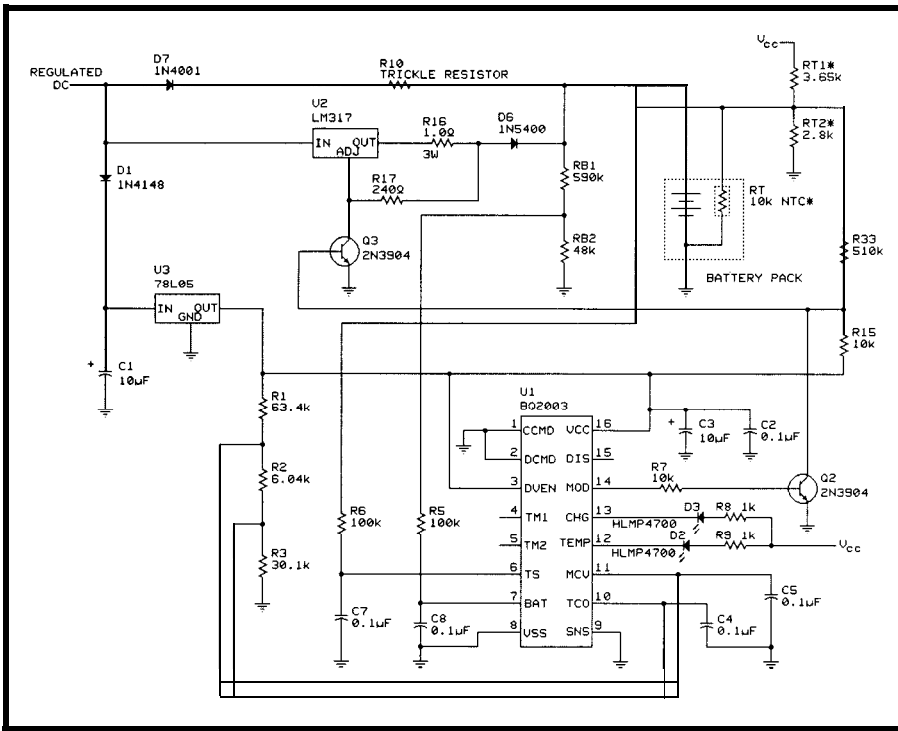 D7
1N4001
R10
TRICKLE RESISTOR
REGULATED
DC
Vcc
RT1*
3.65k
RT2*
2.8k
U2
LM317
IN OUT
ADJ
R16
1.0Ω
3W
D6
1N5400
R17
240Ω
D1
1N4148
RB1
590k
RB2
48k
RT
10k NTC*
BATTERY PACK
R33
510k
Q3
2N3904
U3
78L05
IN OUT
GND
R15
10k
+ C1
10µF
R1
63.4k
R2
6.04k
R3
30.1k
U1
BQ2003
1 CCMD VCC 16
2 DCMD DIS 15
3 DVEN MOD 14
4 TM1 CHG 13
5 TM2 TEMP 12
6 TS MCV 11
7 BAT TCO 10
8 VSS SNS 9
+ C3
10µF
C2
0.1µF
R7
10k
Q2
2N3904
D3
HLMP4700
R8 1k
D2
HLMP4700
R9 1k
Vcc
R6
100k
R5
100k
C7
0.1µF
C8
0.1µF
C4
0.1µF
C5
0.1µF